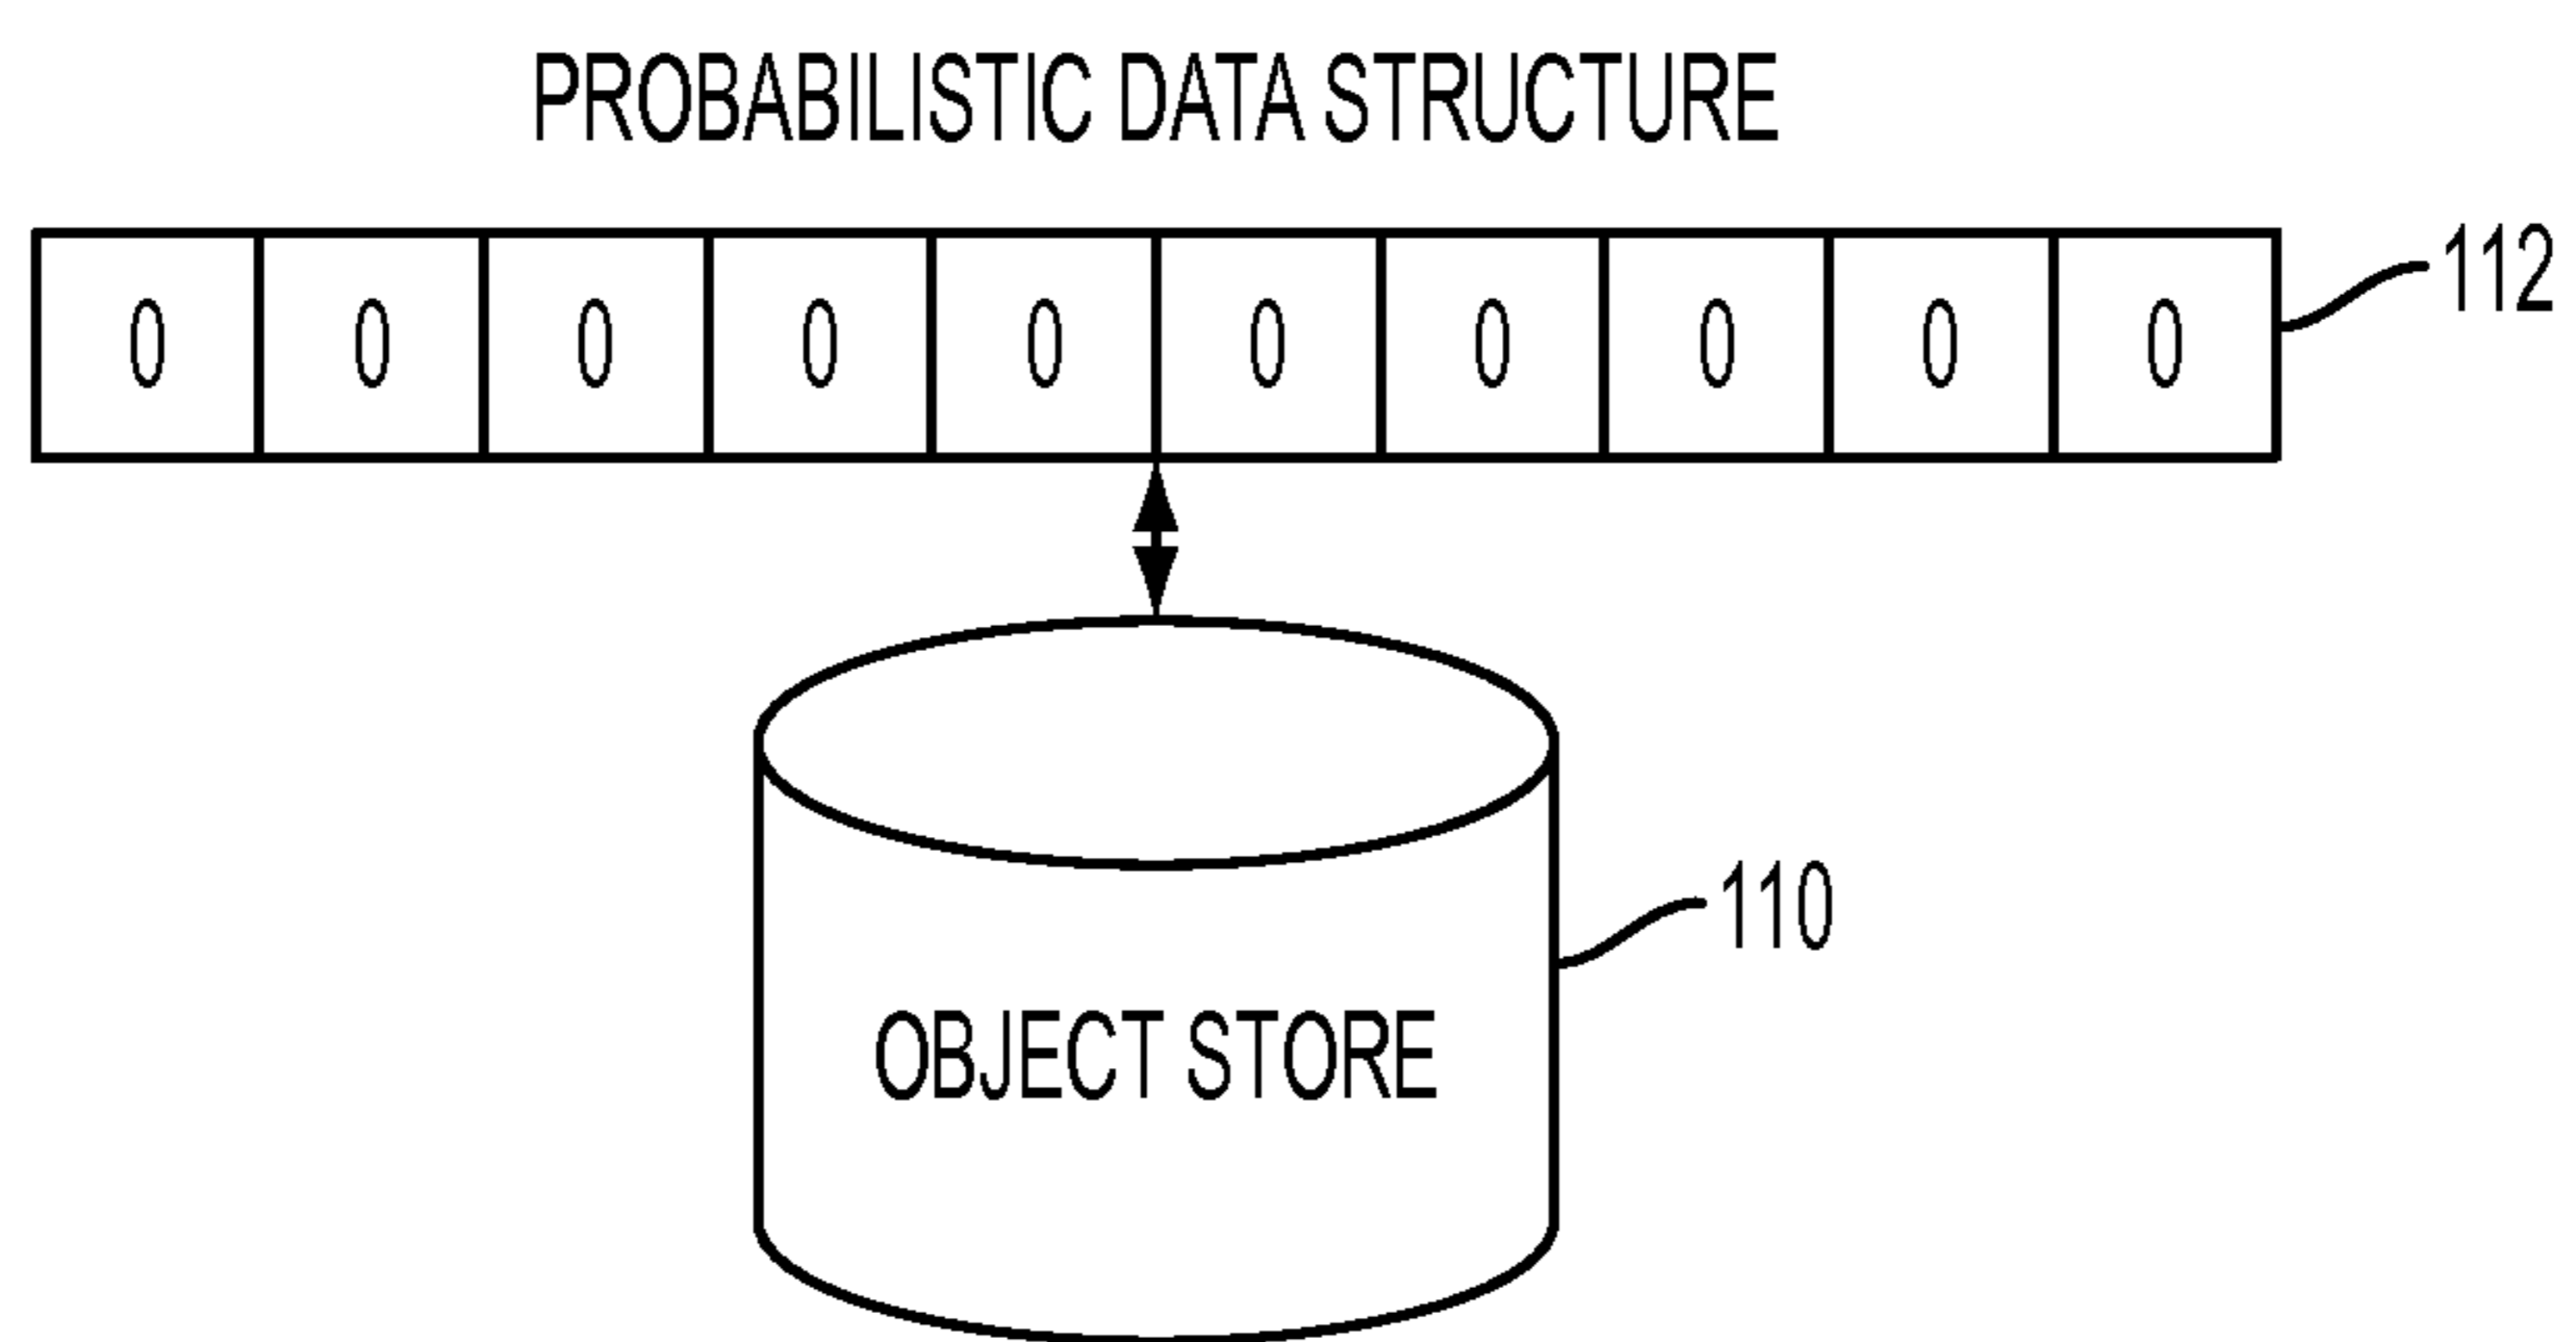 PROBABILISTIC DATA STRUCTURE
0 0 0 0 0 0 0 0 0 0
112
110
OBJECT STORE